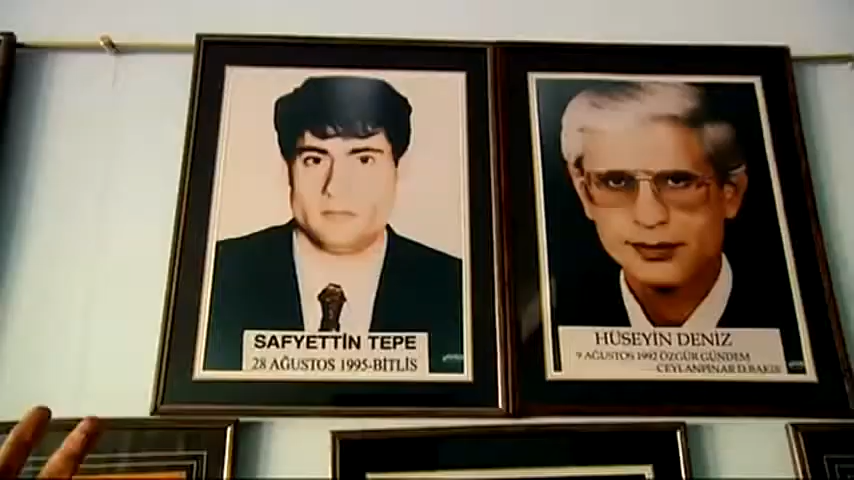 SAFYETTİN TEPE
28 AĞUSTOS 1995-BİTLİS
HÜSEYİN DENİZ
9 AĞUSTOS 1992 ÖZGÜR GÜNDEM
CEYLANPINAR D.BAKIR